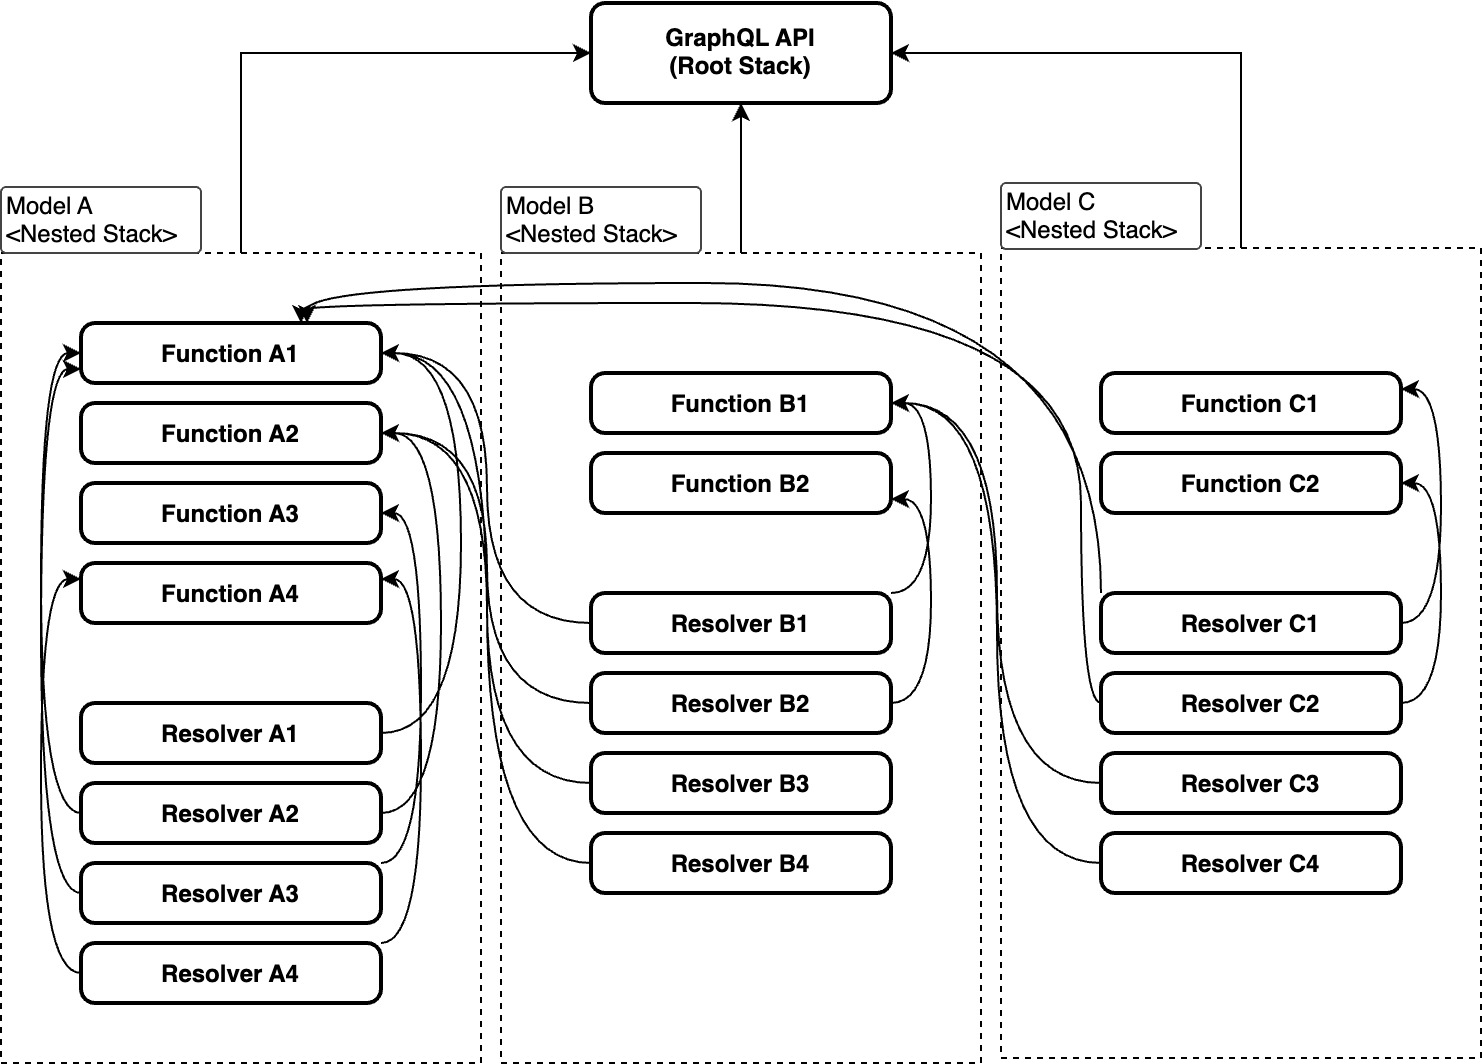 GraphQL API
(Root Stack)
Model A
<Nested Stack>
Model B
<Nested Stack>
Model C
<Nested Stack>
Function A1
Function A2
Function A3
Function A4
Resolver A1
Resolver A2
Resolver A3
Resolver A4
Function B1
Function B2
Resolver B1
Resolver B2
Resolver B3
Resolver B4
Function C1
Function C2
Resolver C1
Resolver C2
Resolver C3
Resolver C4